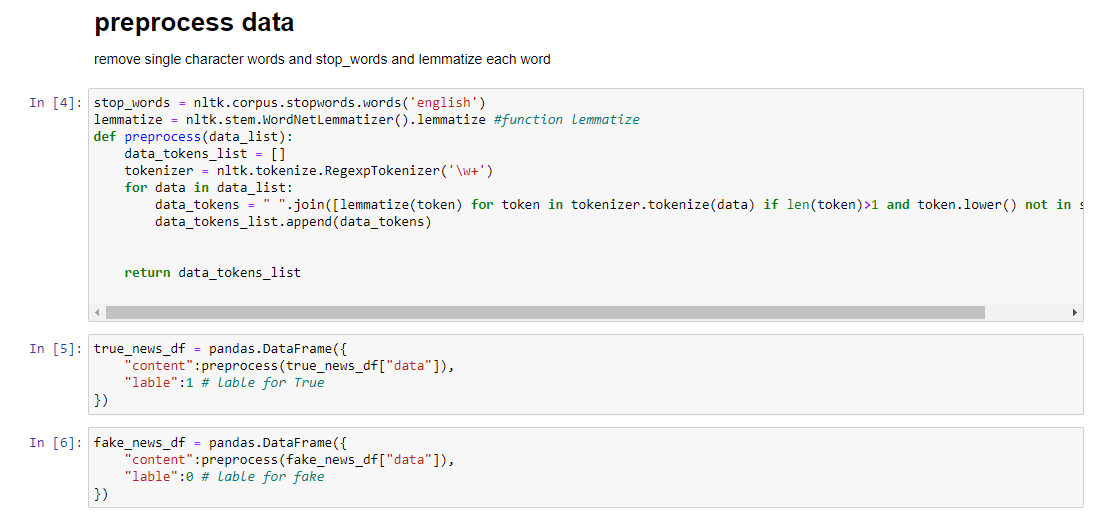 preprocess data
remove single character words and stop_words and lemmatize each word
In [4]: stop_words = nltk.corpus.stopwords.words('english')
lemmatize = nltk.stem.WordNetLemmatizer().lemmatize #function lemmatize
def preprocess(data_list):
    data_tokens_list = []
    tokenizer = nltk.tokenize.RegexpTokenizer('\w+')
    for data in data_list:
        data_tokens = " ".join([lemmatize(token) for token in tokenizer.tokenize(data) if len(token)>1 and token.lower() not in
        data_tokens_list.append(data_tokens)
    return data_tokens_list
In [5]: true_news_df = pandas.DataFrame({
    "content":preprocess(true_news_df["data"]),
    "lable":1 # lable for True
})
In [6]: fake_news_df = pandas.DataFrame({
    "content":preprocess(fake_news_df["data"]),
    "lable":0 # lable for fake
})